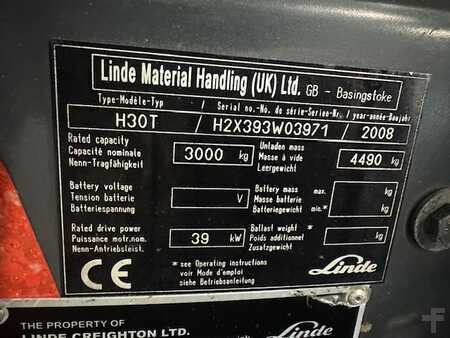 Linde Material Handling (UK) Ltd. GB - Basingstoke
Type-Modèle-Typ / Serial no.-No. de série-Serien-Nr. / year-année-Baujahr
H30T / H2X393W03971 / 2008
Rated capacity
Capacité nominale 3000 kg
Nenn-Tragfähigkeit
Unladen mass
Masse à vide 4490 kg
Leergewicht
Battery voltage
Tension batterie V
Batteriespannung
Battery mass max. kg
Masse batterie
Batteriegewicht min.* kg
Rated drive power
Puissance motr.nom. 39 kW
Nenn-Antriebsleist.
Ballast weight *
Poids additionnel kg
Zusatzgewicht
CE
* see Operating instructions
voir Mode d'emploi
siehe Betriebsanleitung
Linde
THE PROPERTY OF
LINDE CREIGHTON LTD.
Linde